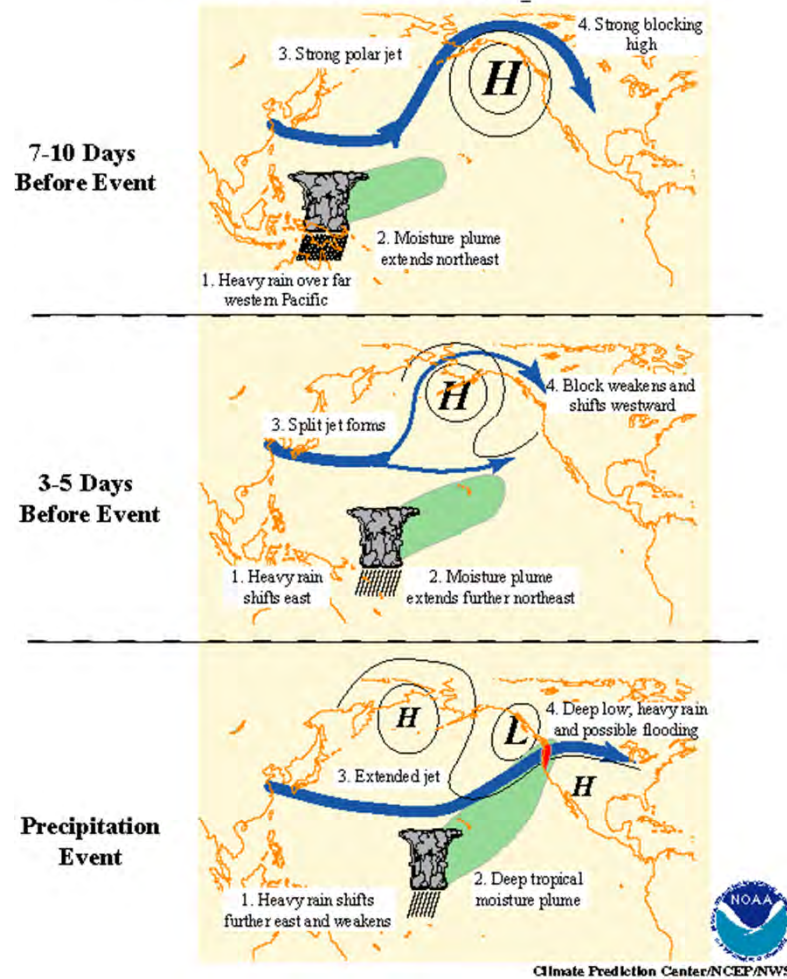 7-10 Days
Before Event
3. Strong polar jet
4. Strong blocking
high
H
2. Moisture plume
extends northeast
1. Heavy rain over far
western Pacific
3-5 Days
Before Event
3. Split jet forms
H
4. Block weakens and
shifts westward
1. Heavy rain
shifts east
2. Moisture plume
extends further northeast
Precipitation
Event
H
L
4. Deep low, heavy rain
and possible flooding
3. Extended jet
H
1. Heavy rain shifts
further east and weakens
2. Deep tropical
moisture plume
NOAA
Climate Prediction Center/NCEP/NWS